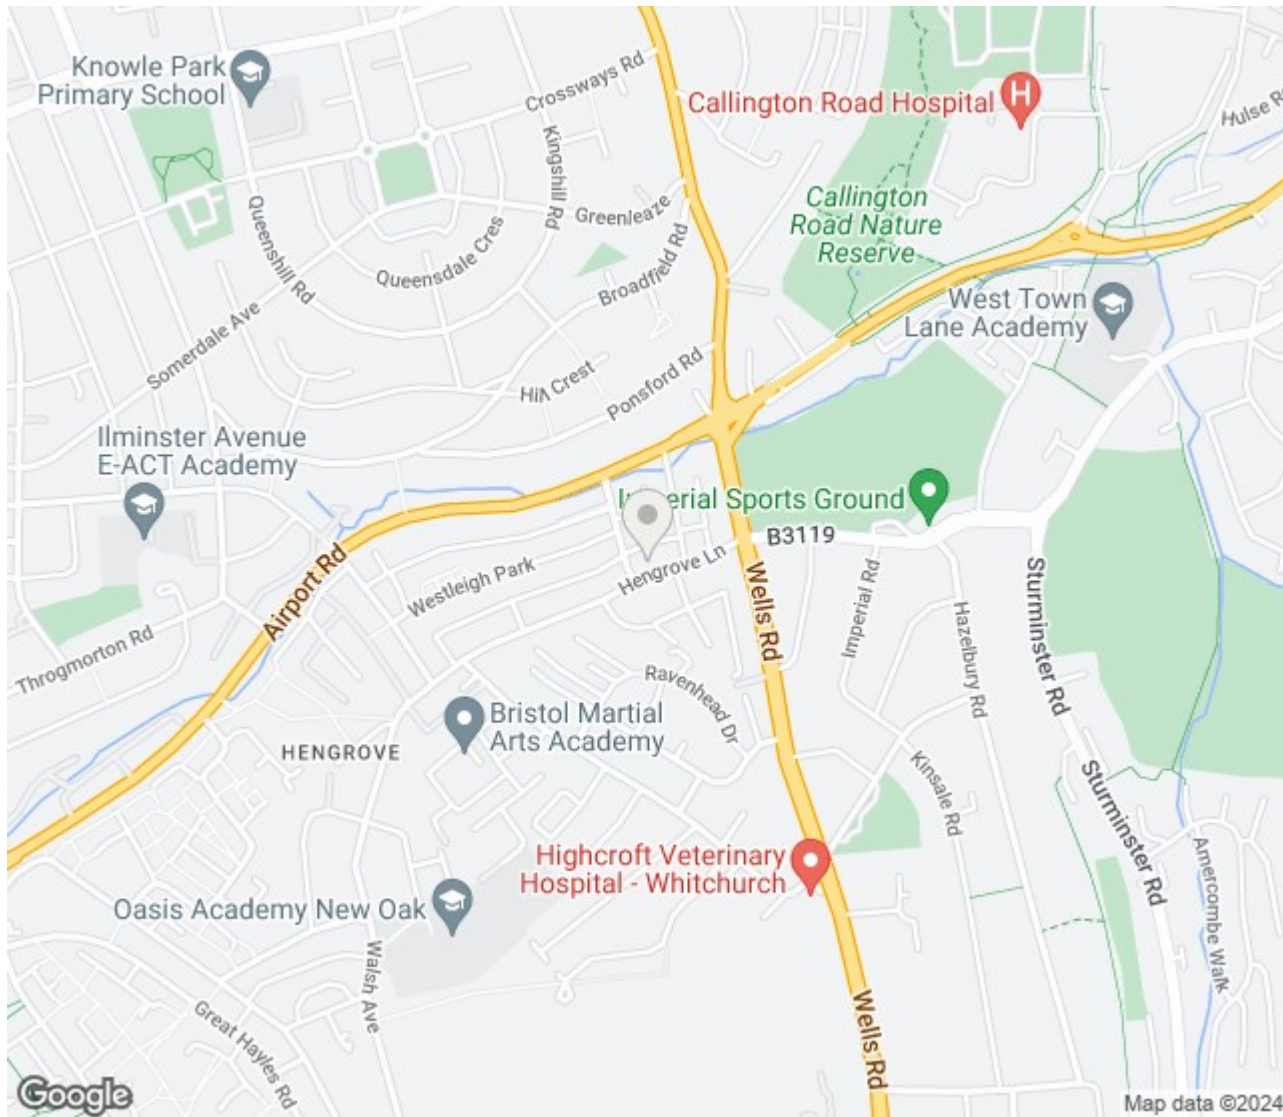 Knowle Park
Primary School
Crossways Rd
Callington Road Hospital
H
Hulse Rd
Kingshill Rd
Greenleaze
Callington
Road Nature
Reserve
Queenshill Rd
Queensdale Cres
Broadfield Rd
West Town
Lane Academy
Somerdale Ave
Hill Crest
Ponsford Rd
Ilminster Avenue
E-ACT Academy
Imperial Sports Ground
B3119
Airport Rd
Westleigh Park
Hengrove Ln
Wells Rd
Imperial Rd
Hazelbury Rd
Sturminster Rd
Throgmorton Rd
Ravenhead Dr
Bristol Martial
Arts Academy
HENGROVE
Kinsale Rd
Sturminster Rd
Highcroft Veterinary
Hospital - Whitchurch
Amercombe Walk
Oasis Academy New Oak
Walsh Ave
Great Hayles Rd
Wells Rd
Google
Map data ©2024